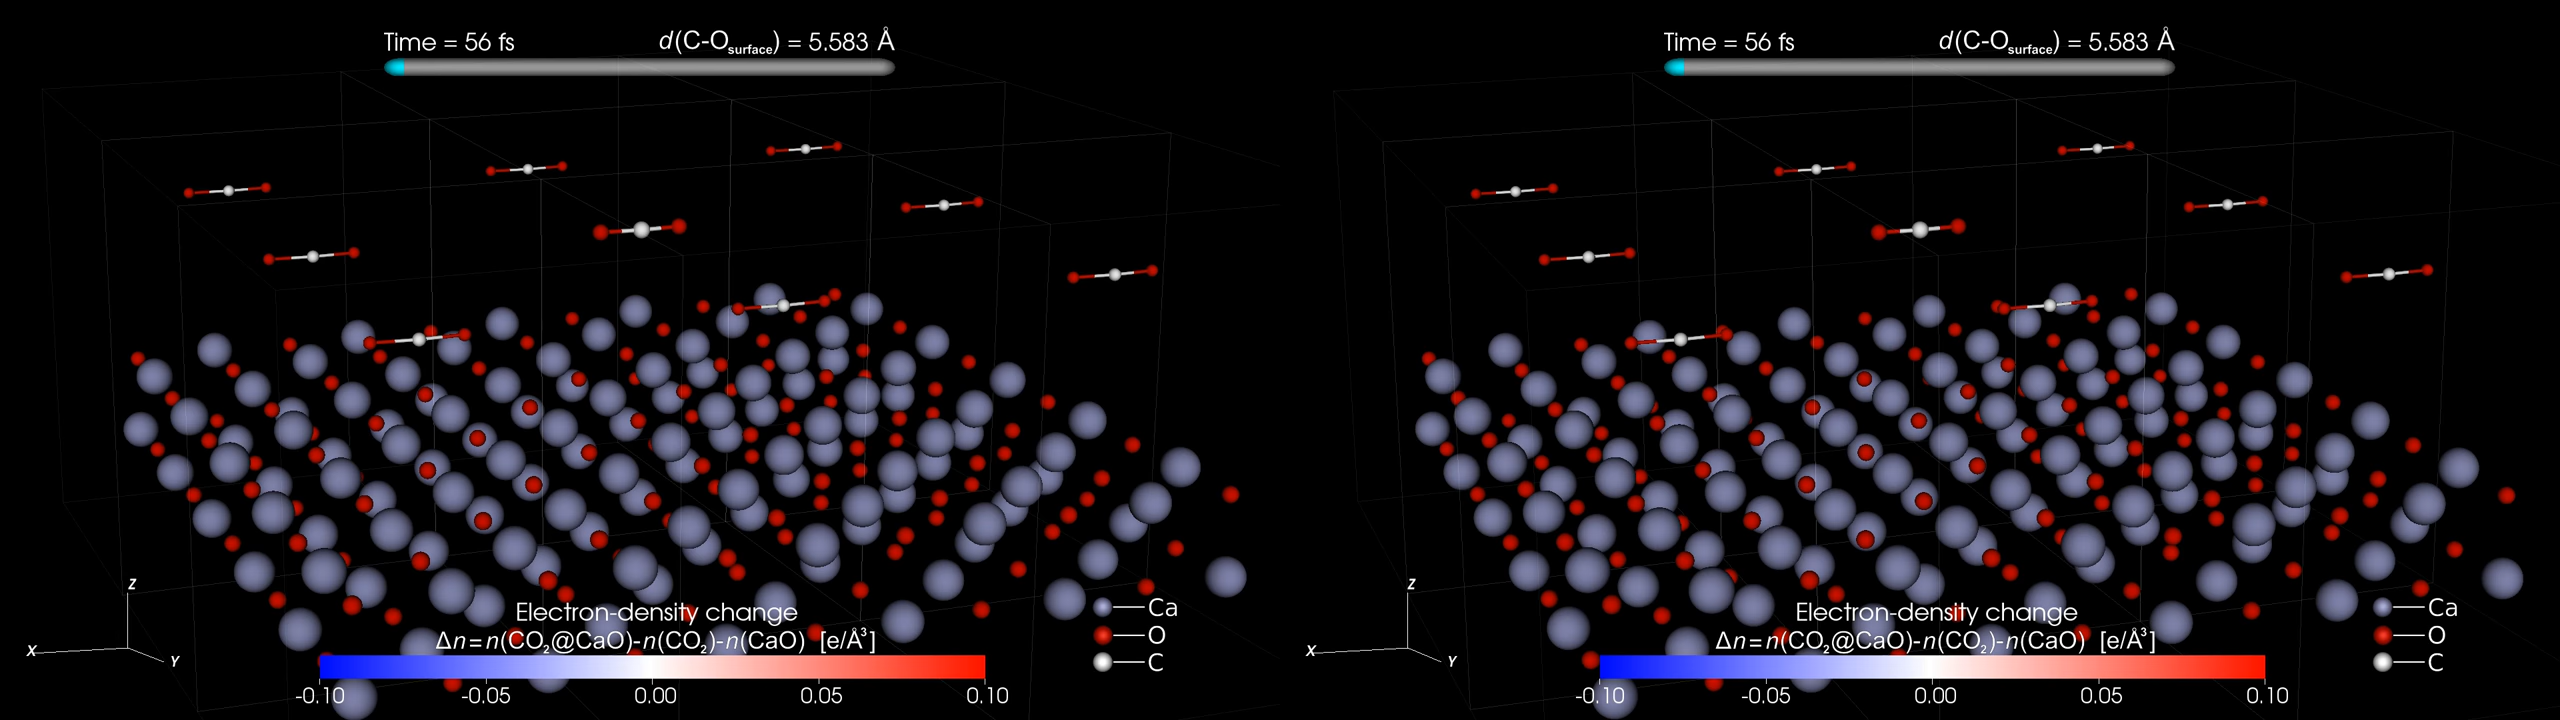 Time = 56 fs d(C-Osurface) = 5.583 Å
Z
X
Y
Electron-density change
Δn=n(CO2@CaO)-n(CO2)-n(CaO) [e/Å³]
-0.10 -0.05 0.00 0.05 0.10
Ca
O
C
Time = 56 fs d(C-Osurface) = 5.583 Å
Z
X
Y
Electron-density change
Δn=n(CO2@CaO)-n(CO2)-n(CaO) [e/Å³]
-0.10 -0.05 0.00 0.05 0.10
Ca
O
C